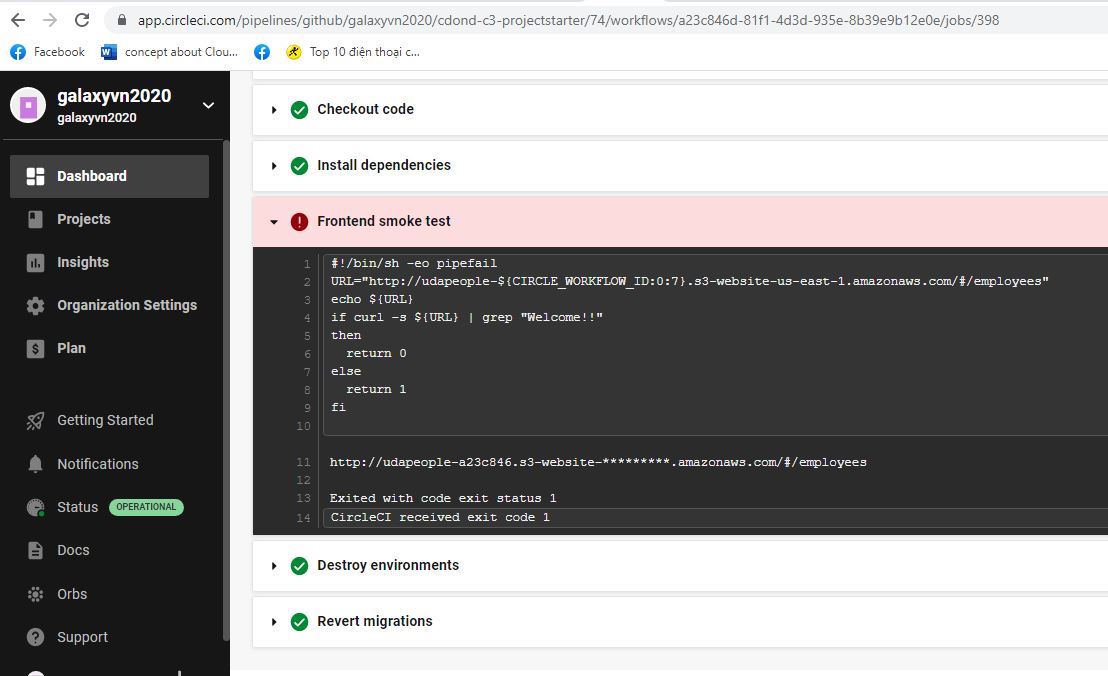 app.circleci.com/pipelines/github/galaxyvn2020/cdond-c3-projectstarter/74/workflows/a23c846d-81f1-4d3d-935e-8b39e9b12e0e/jobs/398
Facebook
concept about Clou...
Top 10 điện thoại c...
galaxyvn2020
galaxyvn2020
Dashboard
Projects
Insights
Organization Settings
Plan
Getting Started
Notifications
Status OPERATIONAL
Docs
Orbs
Support
Checkout code
Install dependencies
Frontend smoke test
1 #!/bin/sh -eo pipefail
2 URL="http://udapeople-${CIRCLE_WORKFLOW_ID:0:7}.s3-website-us-east-1.amazonaws.com/#/employees"
3 echo ${URL}
4 if curl -s ${URL} | grep "Welcome!!"
5 then
6   return 0
7 else
8   return 1
9 fi
10
11 http://udapeople-a23c846.s3-website-*********.amazonaws.com/#/employees
12
13 Exited with code exit status 1
14 CircleCI received exit code 1
Destroy environments
Revert migrations